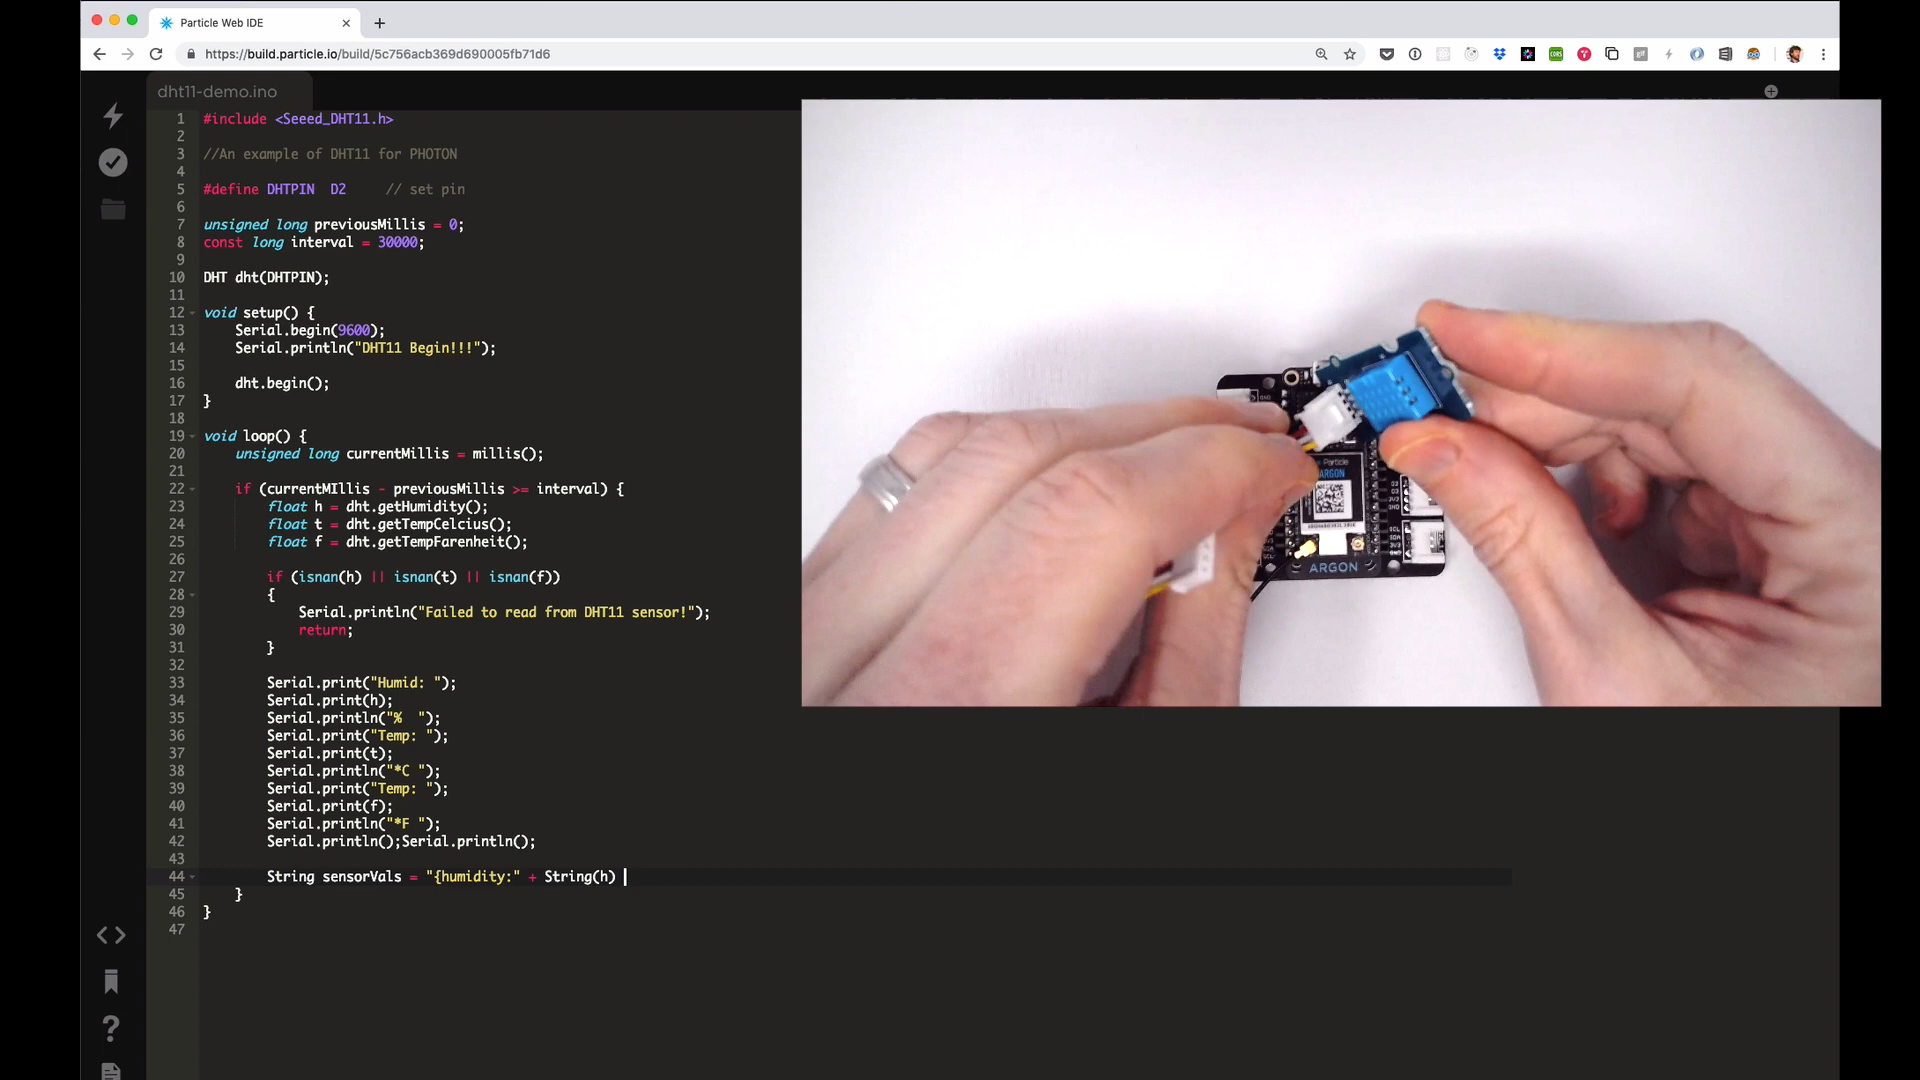 Particle Web IDE
https://build.particle.io/build/5c756acb369d690005fb71d6
dht11-demo.ino
1 #include <Seeed_DHT11.h>
2
3 //An example of DHT11 for PHOTON
4
5 #define DHTPIN D2 // set pin
6
7 unsigned long previousMillis = 0;
8 const long interval = 30000;
9
10 DHT dht(DHTPIN);
11
12 void setup() {
13 Serial.begin(9600);
14 Serial.println("DHT11 Begin!!!");
15
16 dht.begin();
17 }
18
19 void loop() {
20 unsigned long currentMillis = millis();
21
22 if (currentMIllis - previousMillis >= interval) {
23 float h = dht.getHumidity();
24 float t = dht.getTempCelcius();
25 float f = dht.getTempFarenheit();
26
27 if (isnan(h) || isnan(t) || isnan(f))
28 {
29 Serial.println("Failed to read from DHT11 sensor!");
30 return;
31 }
32
33 Serial.print("Humid: ");
34 Serial.print(h);
35 Serial.println("%  ");
36 Serial.print("Temp: ");
37 Serial.print(t);
38 Serial.println("*C ");
39 Serial.print("Temp: ");
40 Serial.print(f);
41 Serial.println("*F ");
42 Serial.println();Serial.println();
43
44 String sensorVals = "{humidity:" + String(h)
45 }
46 }
47
Particle
ARGON
ARGON